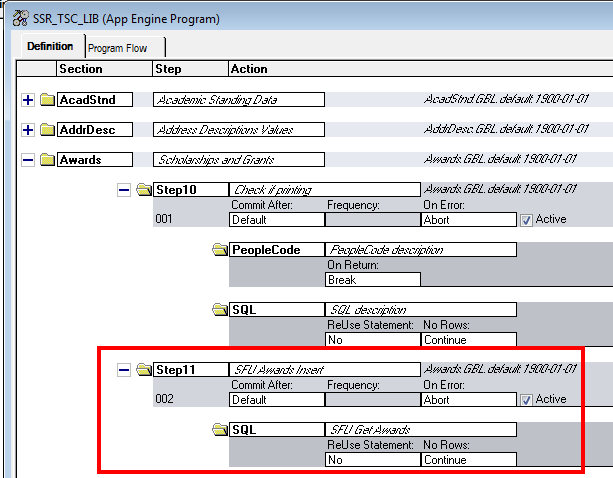 SSR_TSC_LIB (App Engine Program)
Definition Program Flow
Section Step Action
AcadStnd Academic Standing Data AcadStnd.GBL.default.1900-01-01
AddrDesc Address Descriptions Values AddrDesc.GBL.default.1900-01-01
Awards Scholarships and Grants Awards.GBL.default.1900-01-01
Step10 Check if printing Awards.GBL.default.1900-01-01
Commit After: Frequency: On Error:
001 Default Abort Active
PeopleCode PeopleCode description
On Return:
Break
SQL SQL description
ReUse Statement: No Rows:
No Continue
Step11 SFU Awards Insert Awards.GBL.default.1900-01-01
Commit After: Frequency: On Error:
002 Default Abort Active
SQL SFU Get Awards
ReUse Statement: No Rows:
No Continue